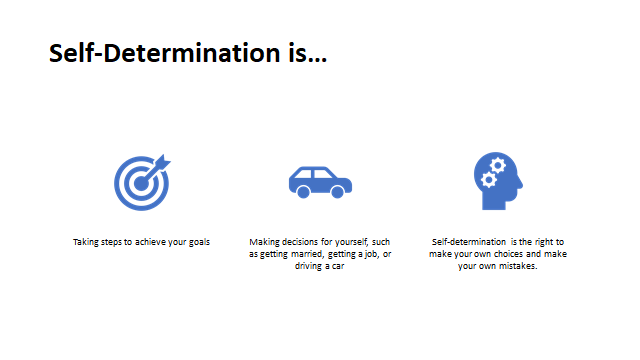 Self-Determination is…
Taking steps to achieve your goals
Making decisions for yourself, such
as getting married, getting a job, or
driving a car
Self-determination is the right to
make your own choices and make
your own mistakes.